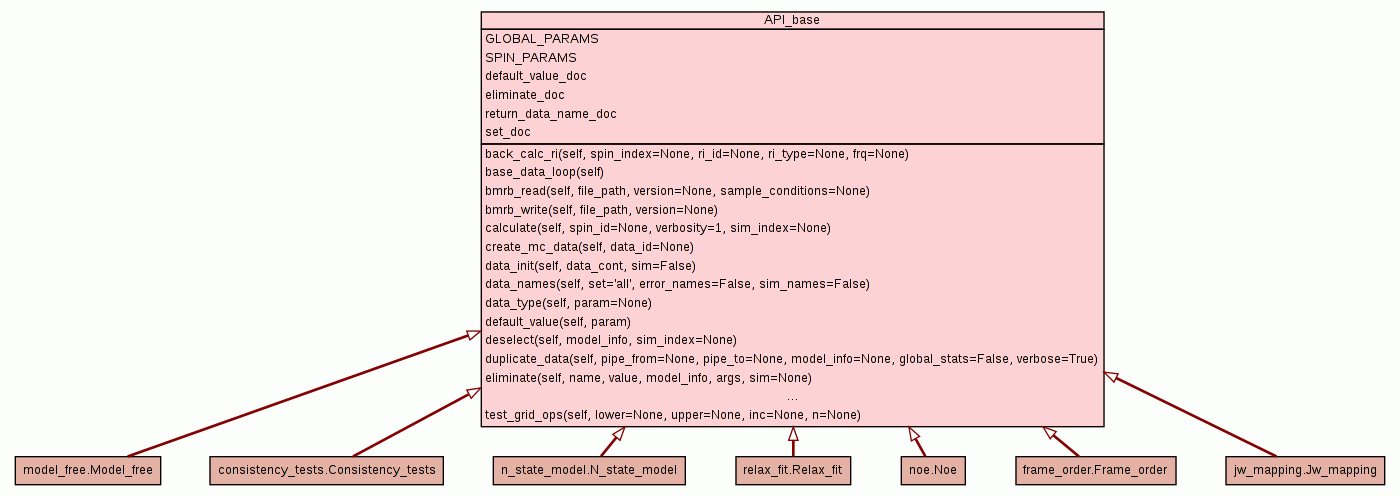 API_base
GLOBAL_PARAMS
SPIN_PARAMS
default_value_doc
eliminate_doc
return_data_name_doc
set_doc
back_calc_ri(self, spin_index=None, ri_id=None, ri_type=None, frq=None)
base_data_loop(self)
bmrb_read(self, file_path, version=None, sample_conditions=None)
bmrb_write(self, file_path, version=None)
calculate(self, spin_id=None, verbosity=1, sim_index=None)
create_mc_data(self, data_id=None)
data_init(self, data_cont, sim=False)
data_names(self, set='all', error_names=False, sim_names=False)
data_type(self, param=None)
default_value(self, param)
deselect(self, model_info, sim_index=None)
duplicate_data(self, pipe_from=None, pipe_to=None, model_info=None, global_stats=False, verbose=True)
eliminate(self, name, value, model_info, args, sim=None)
...
test_grid_ops(self, lower=None, upper=None, inc=None, n=None)
model_free.Model_free
consistency_tests.Consistency_tests
n_state_model.N_state_model
relax_fit.Relax_fit
noe.Noe
frame_order.Frame_order
jw_mapping.Jw_mapping